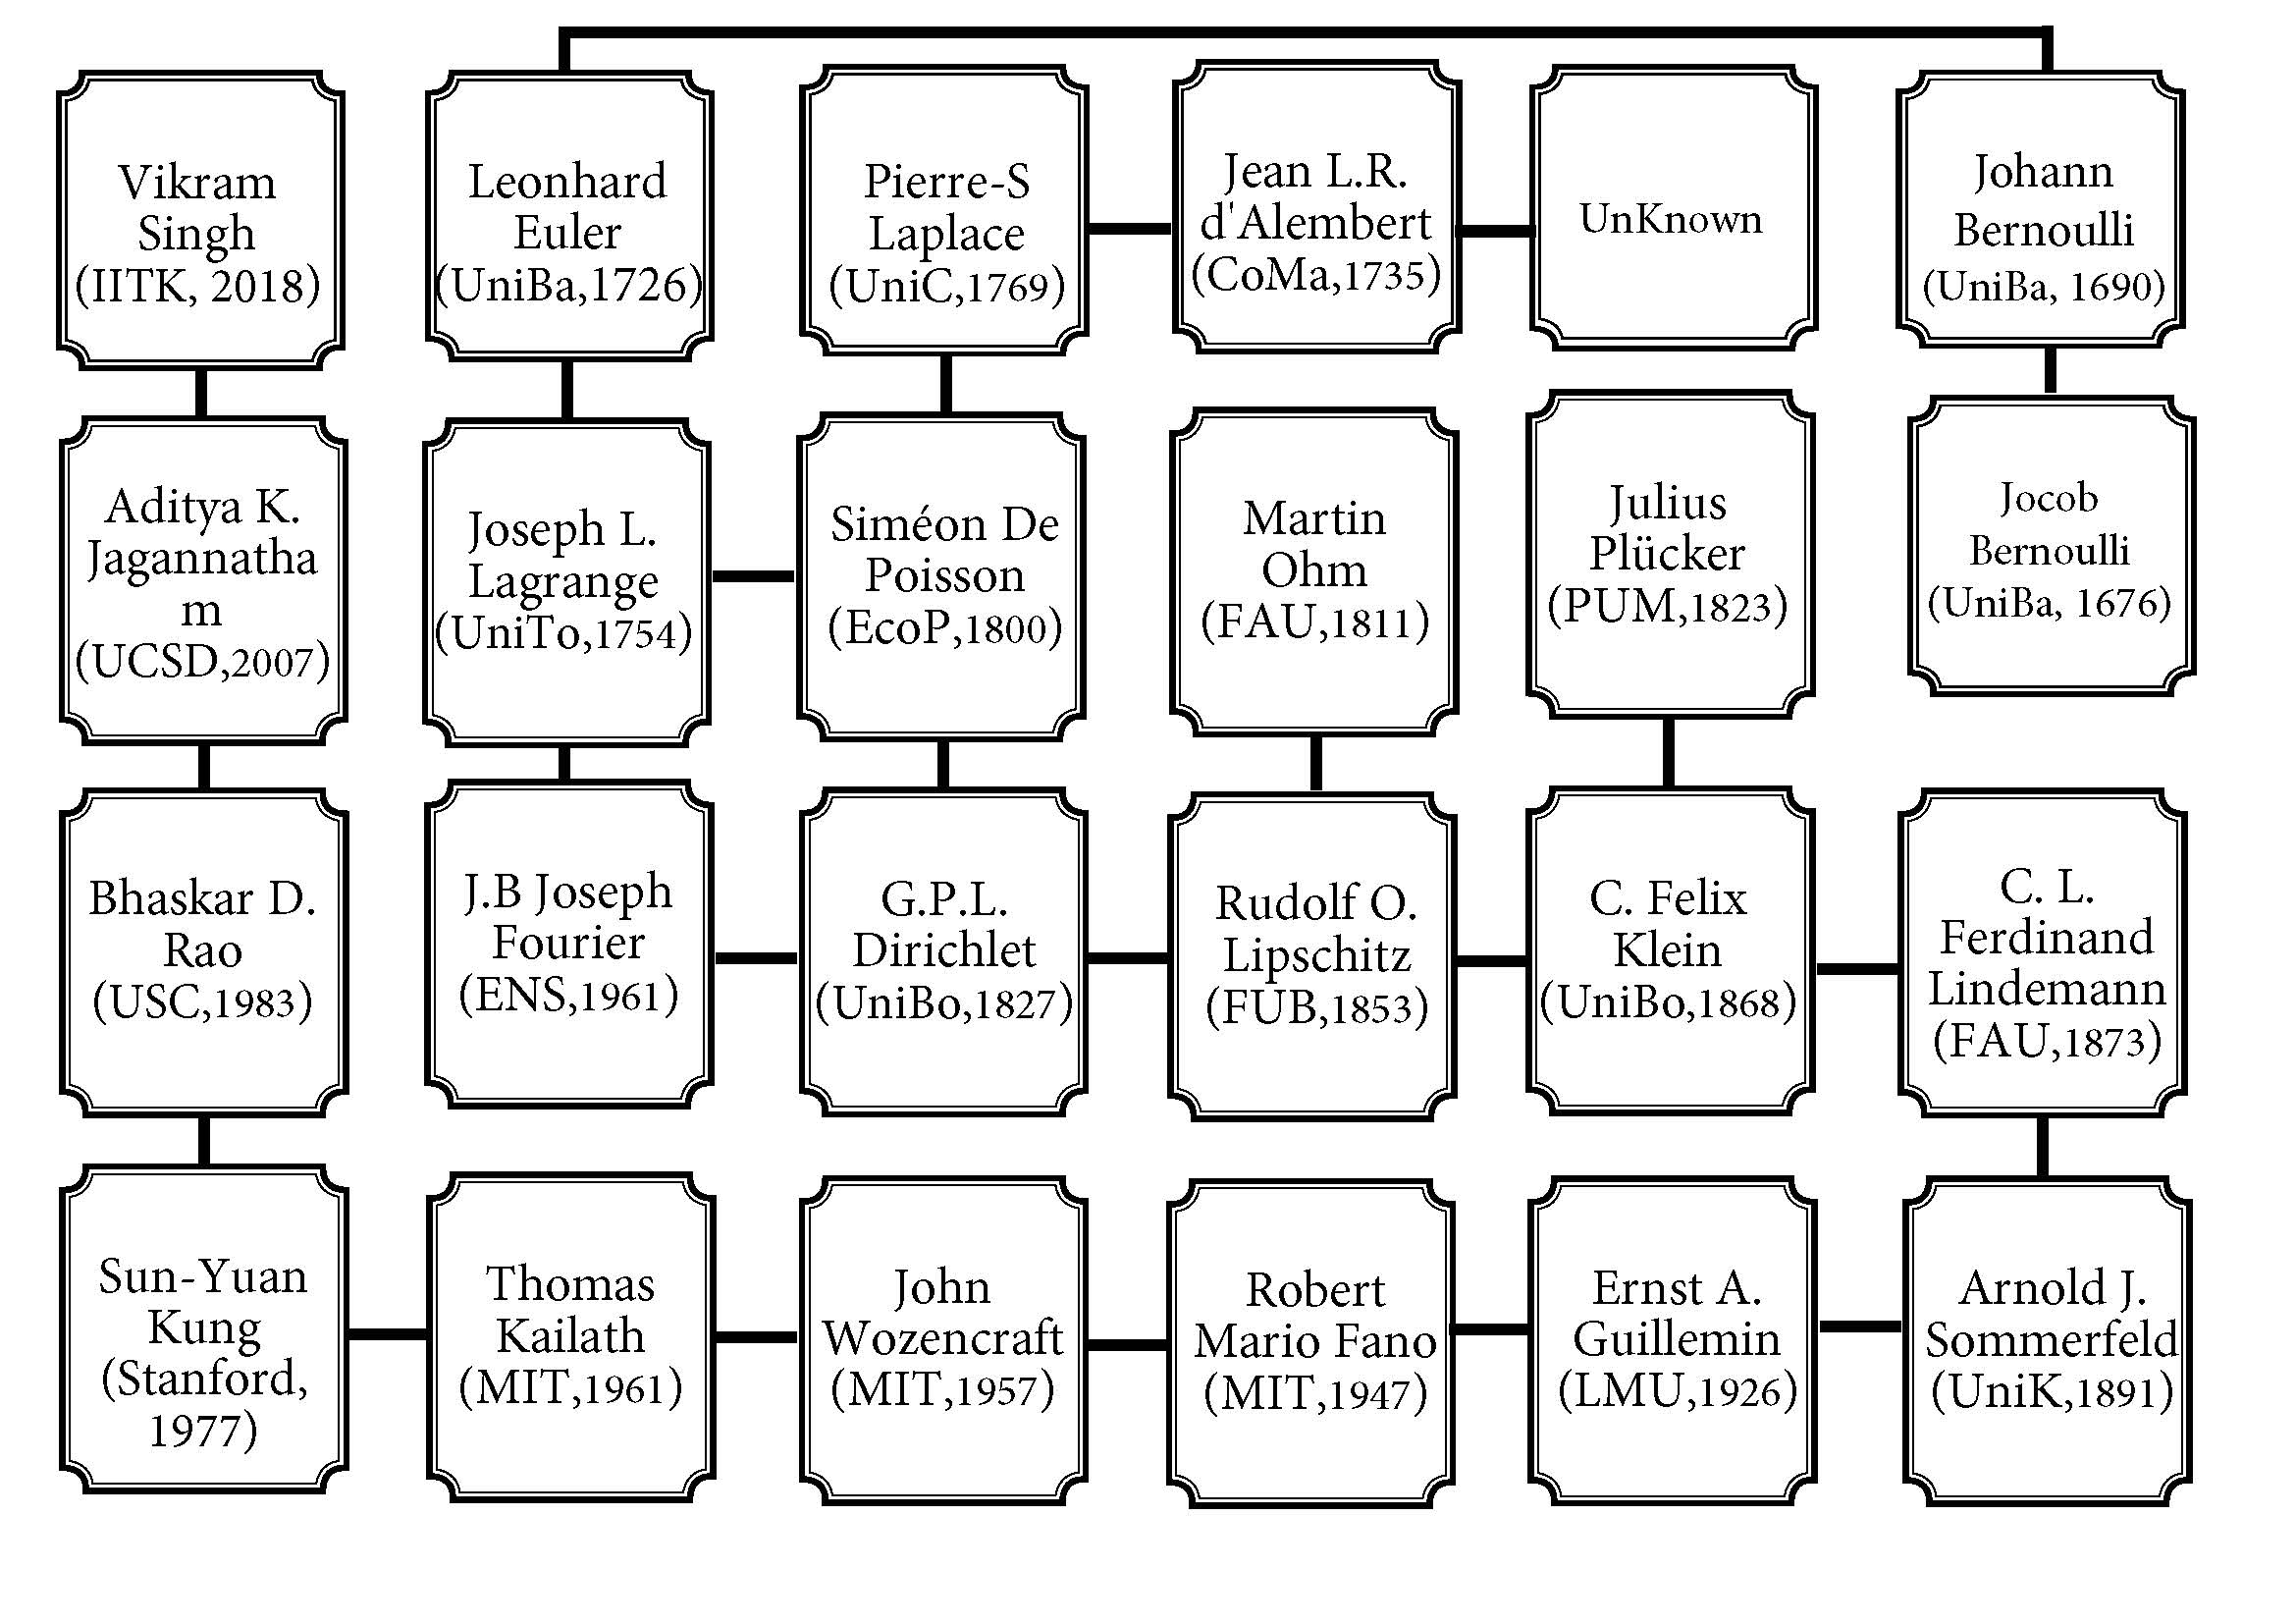 Vikram
Singh
(IITK, 2018)
Leonhard
Euler
(UniBa,1726)
Pierre-S
Laplace
(UniC,1769)
Jean L.R.
d'Alembert
(CoMa,1735)
UnKnown
Johann
Bernoulli
(UniBa, 1690)
Aditya K.
Jagannatha
m
(UCSD,2007)
Joseph L.
Lagrange
(UniTo,1754)
Siméon De
Poisson
(EcoP,1800)
Martin
Ohm
(FAU,1811)
Julius
Plücker
(PUM,1823)
Jocob
Bernoulli
(UniBa, 1676)
Bhaskar D.
Rao
(USC,1983)
J.B Joseph
Fourier
(ENS,1961)
G.P.L.
Dirichlet
(UniBo,1827)
Rudolf O.
Lipschitz
(FUB,1853)
C. Felix
Klein
(UniBo,1868)
C. L.
Ferdinand
Lindemann
(FAU,1873)
Sun-Yuan
Kung
(Stanford,
1977)
Thomas
Kailath
(MIT,1961)
John
Wozencraft
(MIT,1957)
Robert
Mario Fano
(MIT,1947)
Ernst A.
Guillemin
(LMU,1926)
Arnold J.
Sommerfeld
(UniK,1891)